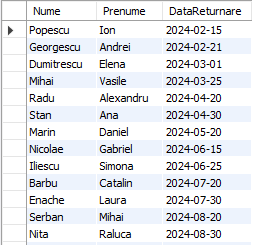 Nume Prenume DataReturnare
Popescu Ion 2024-02-15
Georgescu Andrei 2024-02-21
Dumitrescu Elena 2024-03-01
Mihai Vasile 2024-03-25
Radu Alexandru 2024-04-20
Stan Ana 2024-04-30
Marin Daniel 2024-05-20
Nicolae Gabriel 2024-06-15
Iliescu Simona 2024-06-25
Barbu Catalin 2024-07-20
Enache Laura 2024-07-30
Serban Mihai 2024-08-20
Nita Raluca 2024-08-30